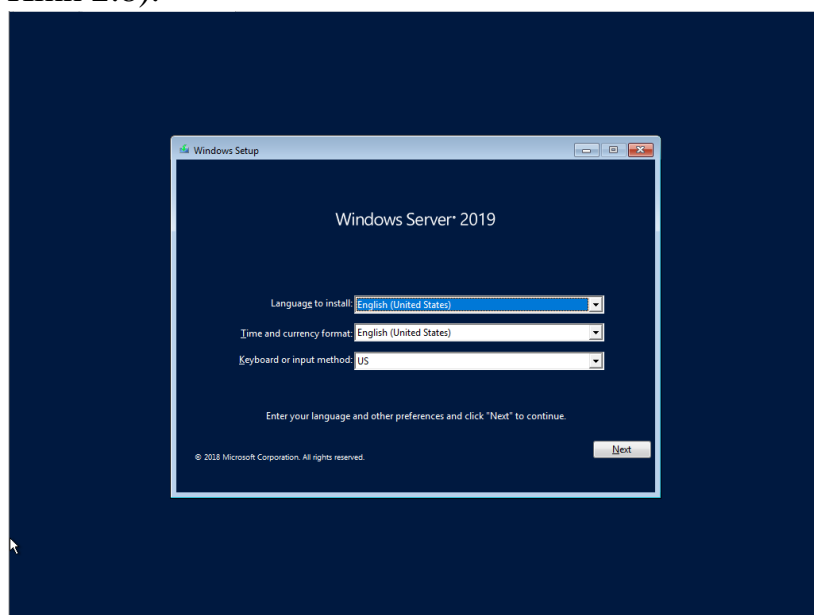 Windows Setup
Windows Server® 2019
Language to install: English (United States)
Time and currency format: English (United States)
Keyboard or input method: US
Enter your language and other preferences and click "Next" to continue.
© 2018 Microsoft Corporation. All rights reserved.
Next